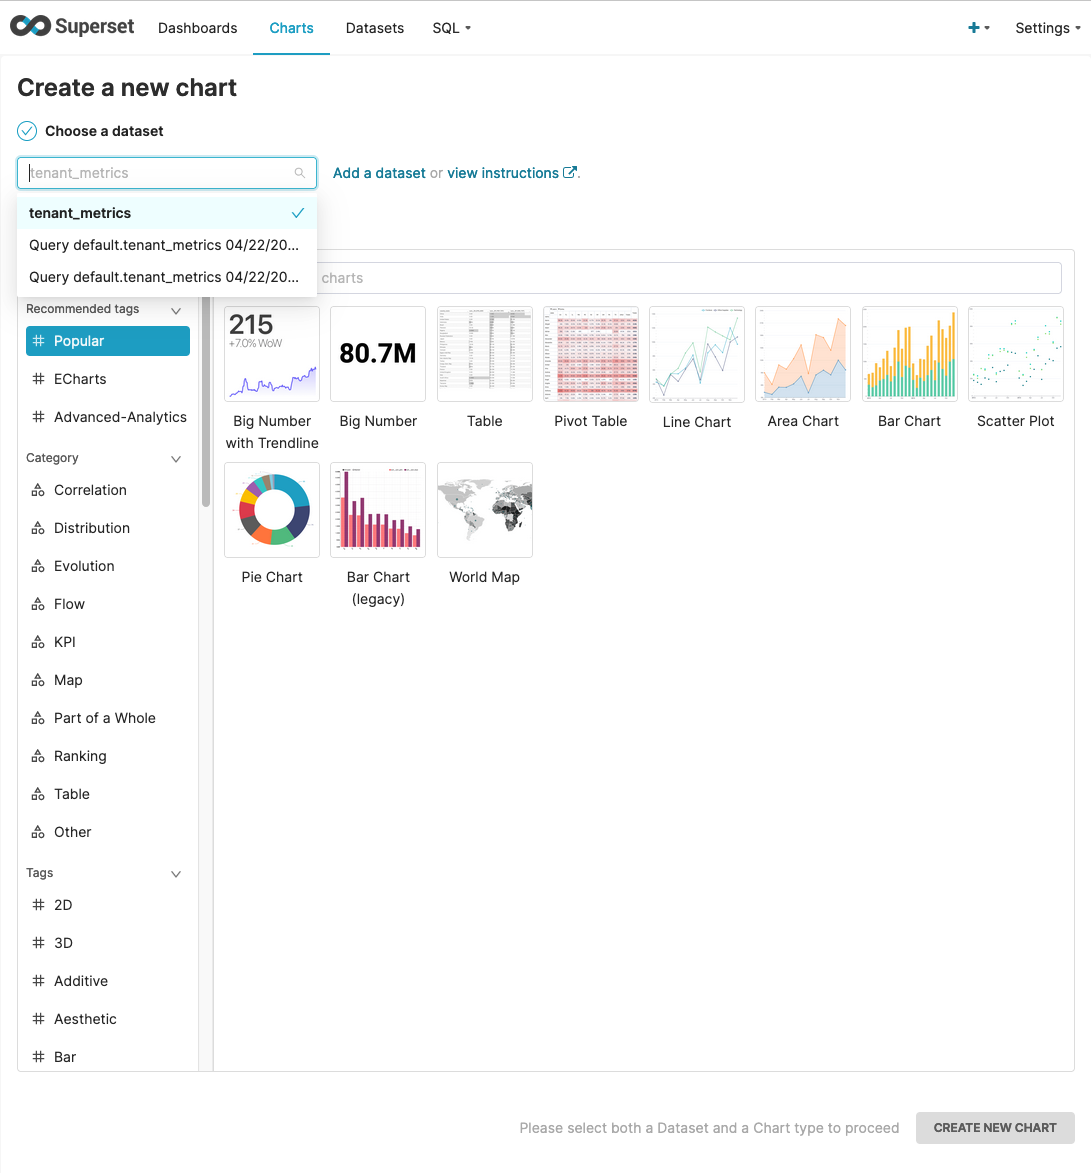 Superset
Dashboards
Charts
Datasets
SQL
Settings
Create a new chart
Choose a dataset
tenant_metrics
Add a dataset or view instructions.
tenant_metrics
Query default.tenant_metrics 04/22/20...
Query default.tenant_metrics 04/22/20...
charts
Recommended tags
Popular
ECharts
Advanced-Analytics
Category
Correlation
Distribution
Evolution
Flow
KPI
Map
Part of a Whole
Ranking
Table
Other
Tags
2D
3D
Additive
Aesthetic
Bar
215
+7.0% WoW
80.7M
Big Number
with Trendline
Big Number
Table
Pivot Table
Line Chart
Area Chart
Bar Chart
Scatter Plot
Pie Chart
Bar Chart
(legacy)
World Map
Please select both a Dataset and a Chart type to proceed
CREATE NEW CHART